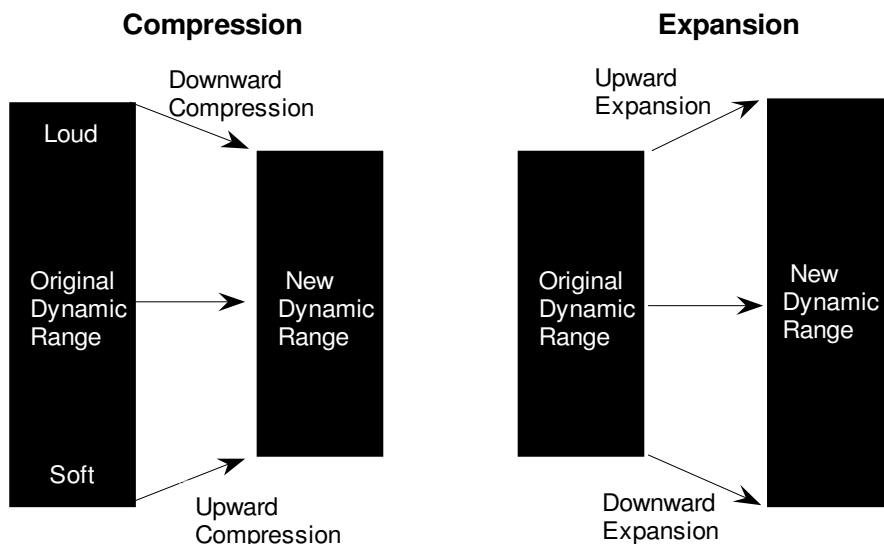 Compression
Downward
Compression
Loud
Original
Dynamic
Range
New
Dynamic
Range
Soft
Upward
Compression
Expansion
Upward
Expansion
Original
Dynamic
Range
New
Dynamic
Range
Downward
Expansion